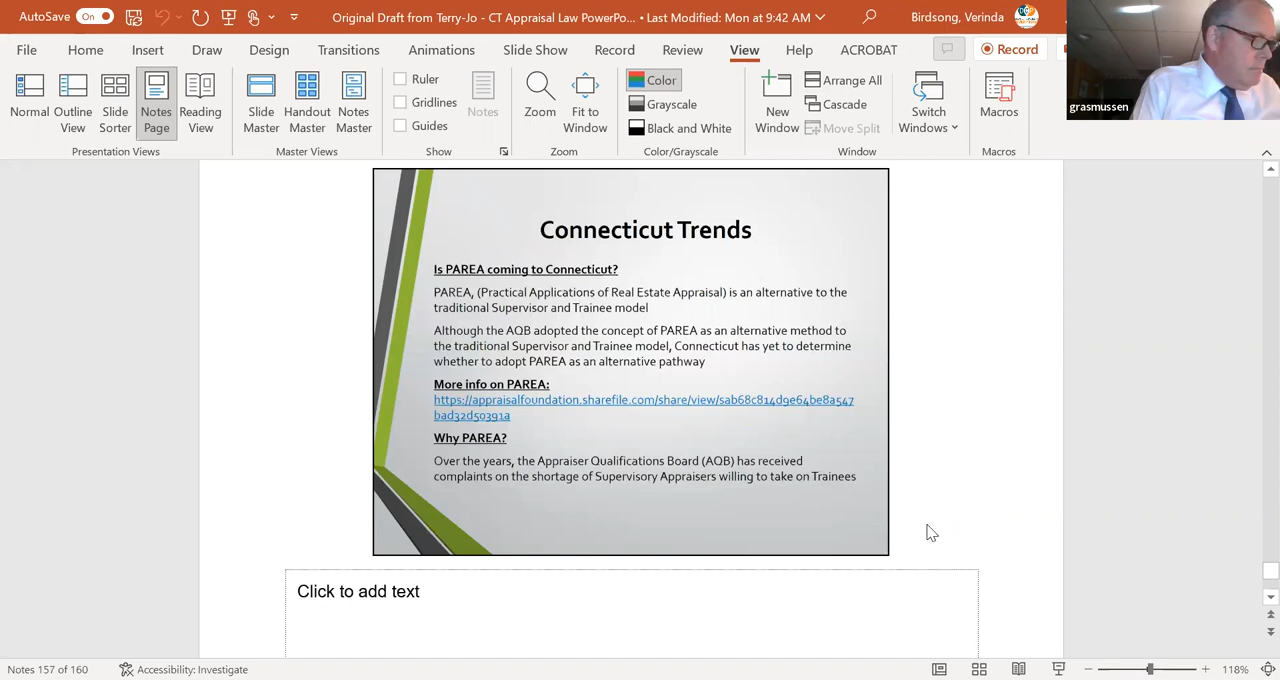 AutoSave On
Original Draft from Terry-Jo - CT Appraisal Law PowerPo... • Last Modified: Mon at 9:42 AM
Birdsong, Verinda
File Home Insert Draw Design Transitions Animations Slide Show Record Review View Help ACROBAT Record
Normal Outline View Slide Sorter Notes Page Reading View
Presentation Views
Slide Master Handout Master Notes Master
Master Views
Ruler
Gridlines
Guides
Notes
Show
Zoom Fit to Window
Zoom
Color
Grayscale
Black and White
Color/Grayscale
New Window
Arrange All
Cascade
Move Split
Switch Windows
Window
Macros
Macros
grasmussen
Connecticut Trends
Is PAREA coming to Connecticut?
PAREA, (Practical Applications of Real Estate Appraisal) is an alternative to the
traditional Supervisor and Trainee model
Although the AQB adopted the concept of PAREA as an alternative method to
the traditional Supervisor and Trainee model, Connecticut has yet to determine
whether to adopt PAREA as an alternative pathway
More info on PAREA:
https://appraisalfoundation.sharefile.com/share/view/sab68c814d9e64be8a547
bad32d50391a
Why PAREA?
Over the years, the Appraiser Qualifications Board (AQB) has received
complaints on the shortage of Supervisory Appraisers willing to take on Trainees
Click to add text
Notes 157 of 160
Accessibility: Investigate
118%